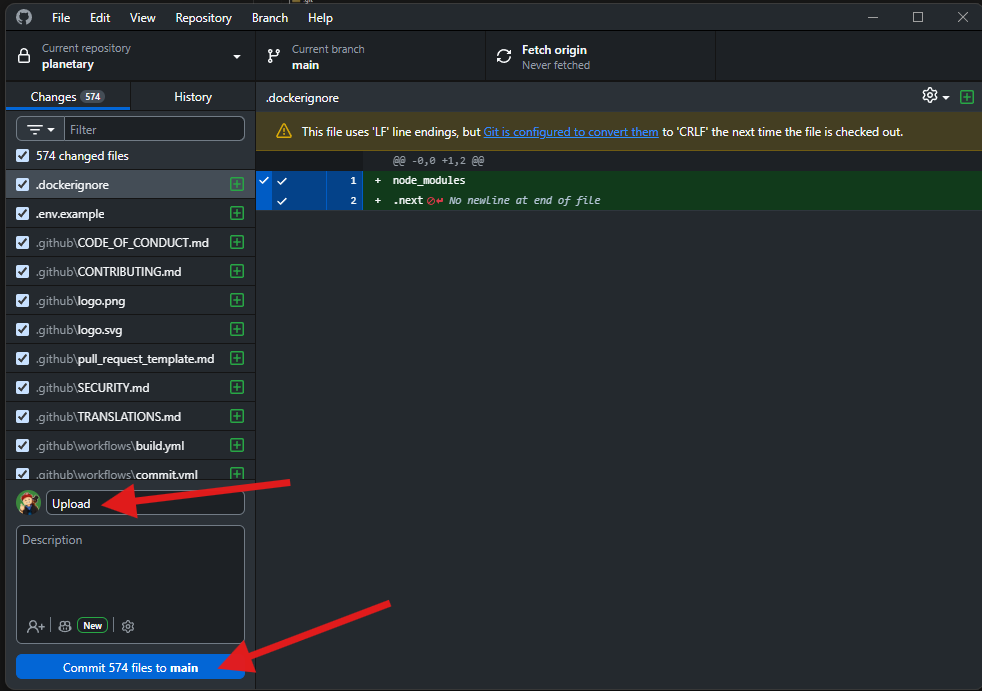 File Edit View Repository Branch Help
Current repository
planetary
Current branch
main
Fetch origin
Never fetched
Changes 574
History
.dockerignore
Filter
574 changed files
.dockerignore
.env.example
.github\CODE_OF_CONDUCT.md
.github\CONTRIBUTING.md
.github\logo.png
.github\logo.svg
.github\pull_request_template.md
.github\SECURITY.md
.github\TRANSLATIONS.md
.github\workflows\build.yml
.github\workflows\commit.yml
Upload
Description
New
Commit 574 files to main
This file uses 'LF' line endings, but Git is configured to convert them to 'CRLF' the next time the file is checked out.
@@ -0,0 +1,2 @@
1 + node_modules
2 + .next No newline at end of file